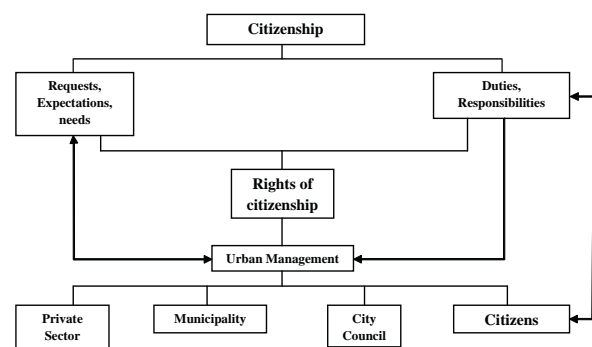 Citizenship
Requests,
Expectations,
needs
Duties,
Responsibilities
Rights of
citizenship
Urban Management
Private
Sector
Municipality
City
Council
Citizens